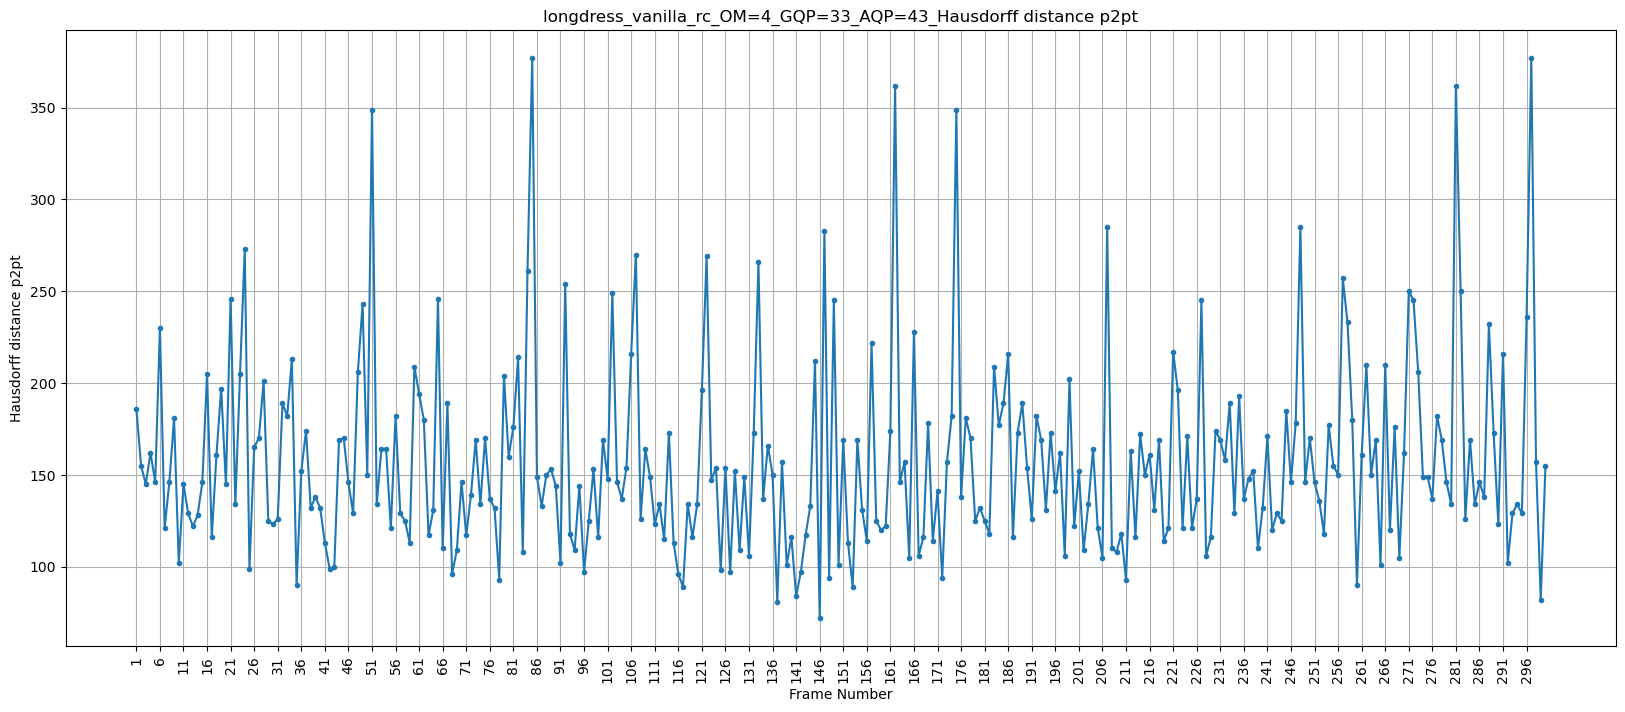 longdress_vanilla_rc_OM=4_GQP=33_AQP=43_Hausdorff distance p2pt
Hausdorff distance p2pt
350
300
250
200
150
100
1 6 11 16 21 26 31 36 41 46 51 56 61 66 71 76 81 86 91 96 101 106 111 116 121 126 131 136 141 146 151 156 161 166 171 176 181 186 191 196 201 206 211 216 221 226 231 236 241 246 251 256 261 266 271 276 281 286 291 296
Frame Number